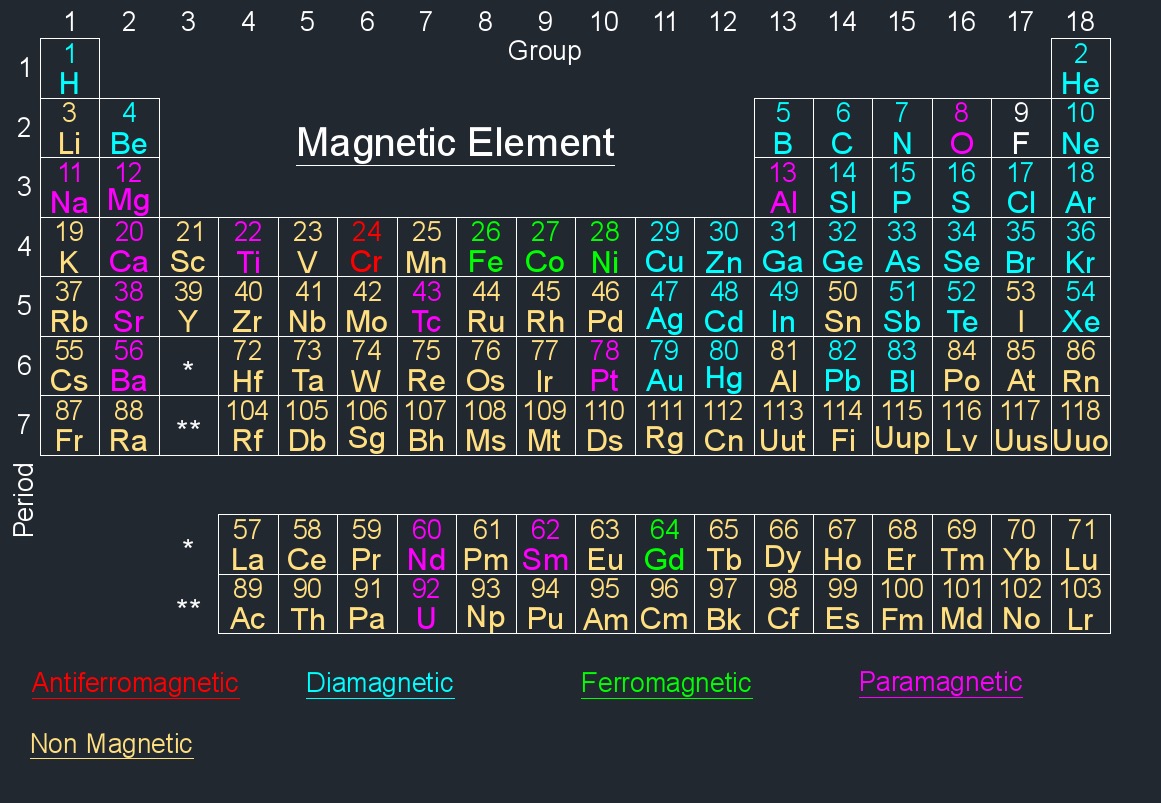 1 2 3 4 5 6 7 8 9 10 11 12 13 14 15 16 17 18
Group
1 1 2
H He
2 3 4 5 6 7 8 9 10
Magnetic Element
Li Be B C N O F Ne
3 11 12 13 14 15 16 17 18
Na Mg Al SI P S Cl Ar
4 19 20 21 22 23 24 25 26 27 28 29 30 31 32 33 34 35 36
K Ca Sc Ti V Cr Mn Fe Co Ni Cu Zn Ga Ge As Se Br Kr
5 37 38 39 40 41 42 43 44 45 46 47 48 49 50 51 52 53 54
Rb Sr Y Zr Nb Mo Tc Ru Rh Pd Ag Cd In Sn Sb Te I Xe
6 55 56 * 72 73 74 75 76 77 78 79 80 81 82 83 84 85 86
Cs Ba Hf Ta W Re Os Ir Pt Au Hg Al Pb BI Po At Rn
7 87 88 ** 104 105 106 107 108 109 110 111 112 113 114 115 116 117 118
Fr Ra Rf Db Sg Bh Ms Mt Ds Rg Cn Uut Fi Uup Lv Uus Uuo
Period
* 57 58 59 60 61 62 63 64 65 66 67 68 69 70 71
La Ce Pr Nd Pm Sm Eu Gd Tb Dy Ho Er Tm Yb Lu
** 89 90 91 92 93 94 95 96 97 98 99 100 101 102 103
Ac Th Pa U Np Pu Am Cm Bk Cf Es Fm Md No Lr
Antiferromagnetic Diamagnetic Ferromagnetic Paramagnetic
Non Magnetic